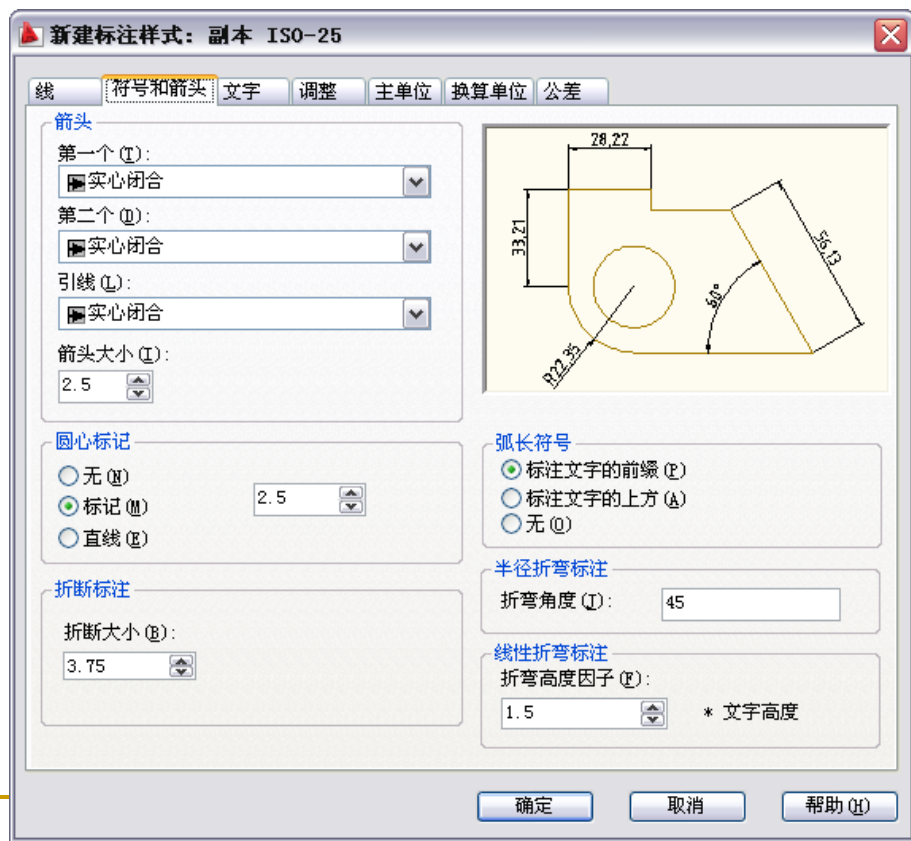 新建标注样式: 副本 ISO-25
线 符号和箭头 文字 调整 主单位 换算单位 公差
箭头
第一个(T):
实心闭合
第二个(D):
实心闭合
引线(L):
实心闭合
箭头大小(I):
2.5
28,22
33,21
56,13
60°
R22,35
圆心标记
无(N)
标记(M)
直线(E)
2.5
弧长符号
标注文字的前缀(P)
标注文字的上方(A)
无(O)
折断标注
折断大小(B):
3.75
半径折弯标注
折弯角度(J):
45
线性折弯标注
折弯高度因子(F):
1.5
* 文字高度
确定
取消
帮助(H)